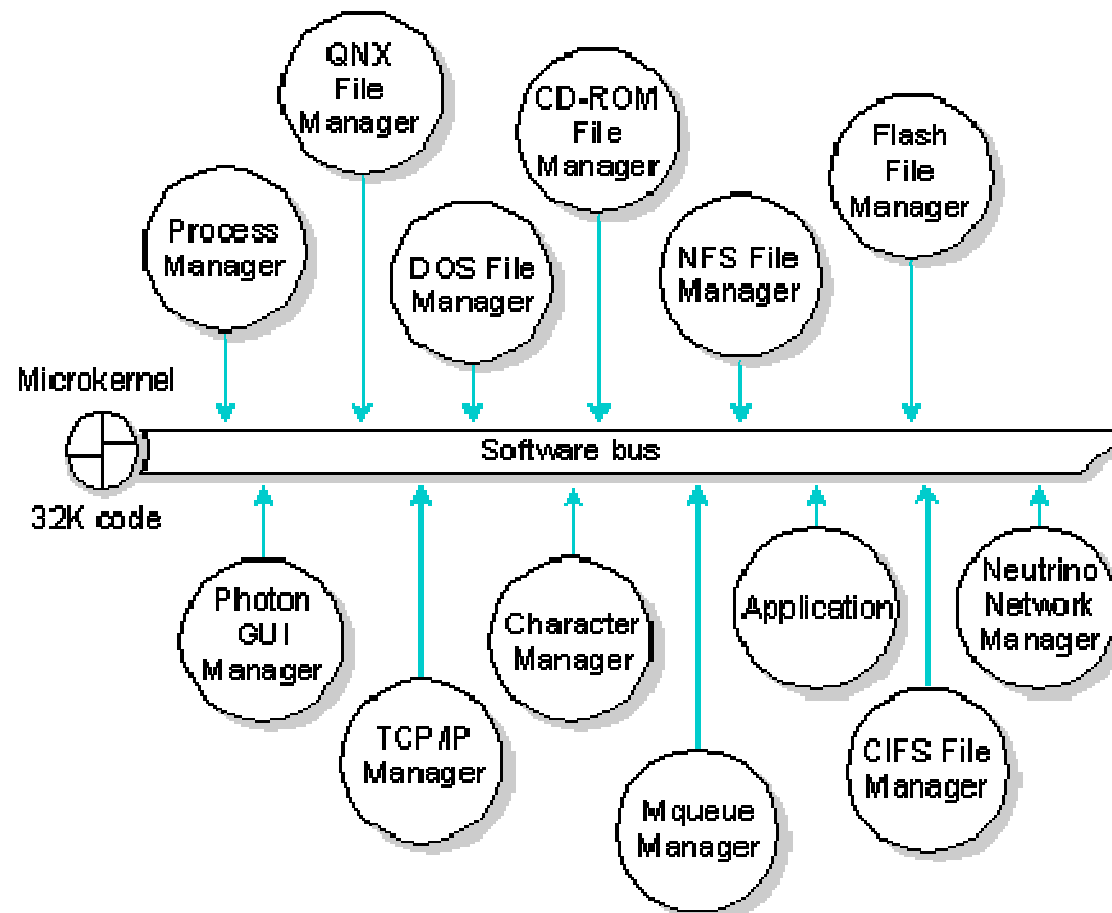 QNX
File
Manager
CD-ROM
File
Manager
Flash
File
Manager
Process
Manager
DOS File
Manager
NFS File
Manager
Microkernel
Software bus
32K code
Photon
GUI
Manager
TCP/IP
Manager
Character
Manager
Mqueue
Manager
Application
CIFS File
Manager
Neutrino
Network
Manager